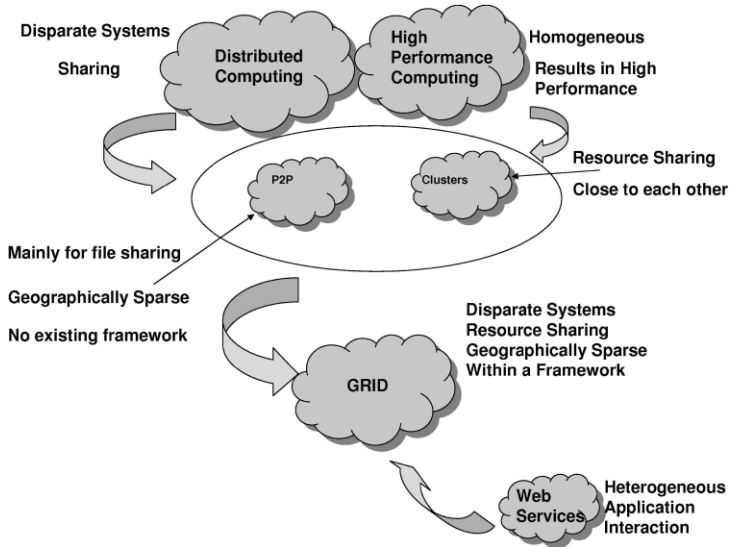 Disparate Systems
Sharing
Distributed
Computing
High
Performance
Computing
Homogeneous
Results in High
Performance
P2P
Clusters
Resource Sharing
Close to each other
Mainly for file sharing
Geographically Sparse
No existing framework
Disparate Systems
Resource Sharing
Geographically Sparse
Within a Framework
GRID
Web
Services
Heterogeneous
Application
Interaction